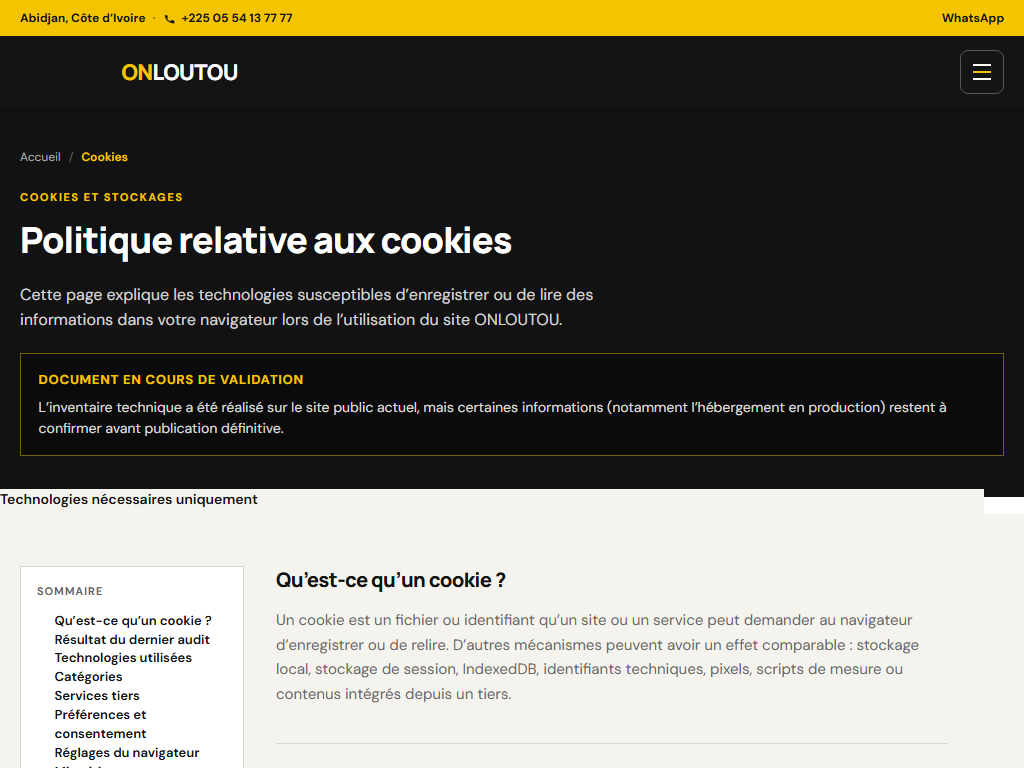 Abidjan, Côte d’Ivoire · +225 05 54 13 77 77
WhatsApp
ONLOUTOU
Accueil / Cookies
COOKIES ET STOCKAGES
Politique relative aux cookies
Cette page explique les technologies susceptibles d’enregistrer ou de lire des
informations dans votre navigateur lors de l’utilisation du site ONLOUTOU.
DOCUMENT EN COURS DE VALIDATION
L’inventaire technique a été réalisé sur le site public actuel, mais certaines informations (notamment l’hébergement en production) restent à
confirmer avant publication définitive.
Technologies nécessaires uniquement
SOMMAIRE
Qu’est-ce qu’un cookie ?
Résultat du dernier audit
Technologies utilisées
Catégories
Services tiers
Préférences et
consentement
Réglages du navigateur
Qu’est-ce qu’un cookie ?
Un cookie est un fichier ou identifiant qu’un site ou un service peut demander au navigateur
d’enregistrer ou de relire. D’autres mécanismes peuvent avoir un effet comparable : stockage
local, stockage de session, IndexedDB, identifiants techniques, pixels, scripts de mesure ou
contenus intégrés depuis un tiers.